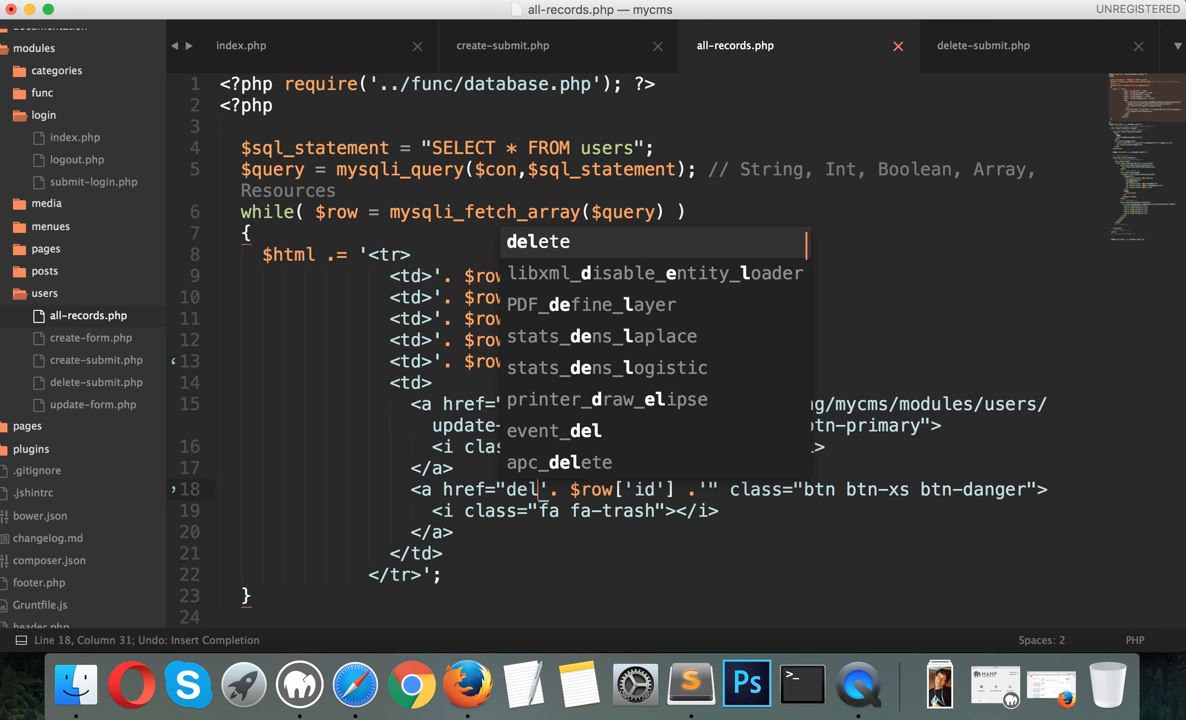 all-records.php — mycms
UNREGISTERED
modules
categories
func
login
index.php
logout.php
submit-login.php
media
menues
pages
posts
users
all-records.php
create-form.php
create-submit.php
delete-submit.php
update-form.php
pages
plugins
.gitignore
.jshintrc
bower.json
changelog.md
composer.json
footer.php
Gruntfile.js
header.php
index.php
create-submit.php
all-records.php
delete-submit.php
1 <?php require('../func/database.php'); ?>
2 <?php
3
4 $sql_statement = "SELECT * FROM users";
5 $query = mysqli_query($con,$sql_statement); // String, Int, Boolean, Array,
Resources
6 while( $row = mysqli_fetch_array($query) )
7 {
8 $html .= '<tr>
9 <td>'. $row
10 <td>'. $row
11 <td>'. $row
12 <td>'. $row
13 <td>'. $row
14 <td>
15 <a href="g/mycms/modules/users/
update-tn-primary">
16 <i clas >
17 </a>
18 <a href="del'. $row['id'] .'" class="btn btn-xs btn-danger">
19 <i class="fa fa-trash"></i>
20 </a>
21 </td>
22 </tr>';
23 }
24
delete
libxml_disable_entity_loader
PDF_define_layer
stats_dens_laplace
stats_dens_logistic
printer_draw_elipse
event_del
apc_delete
Line 18, Column 31; Undo: Insert Completion
Spaces: 2
PHP
S
S
Ps
>_